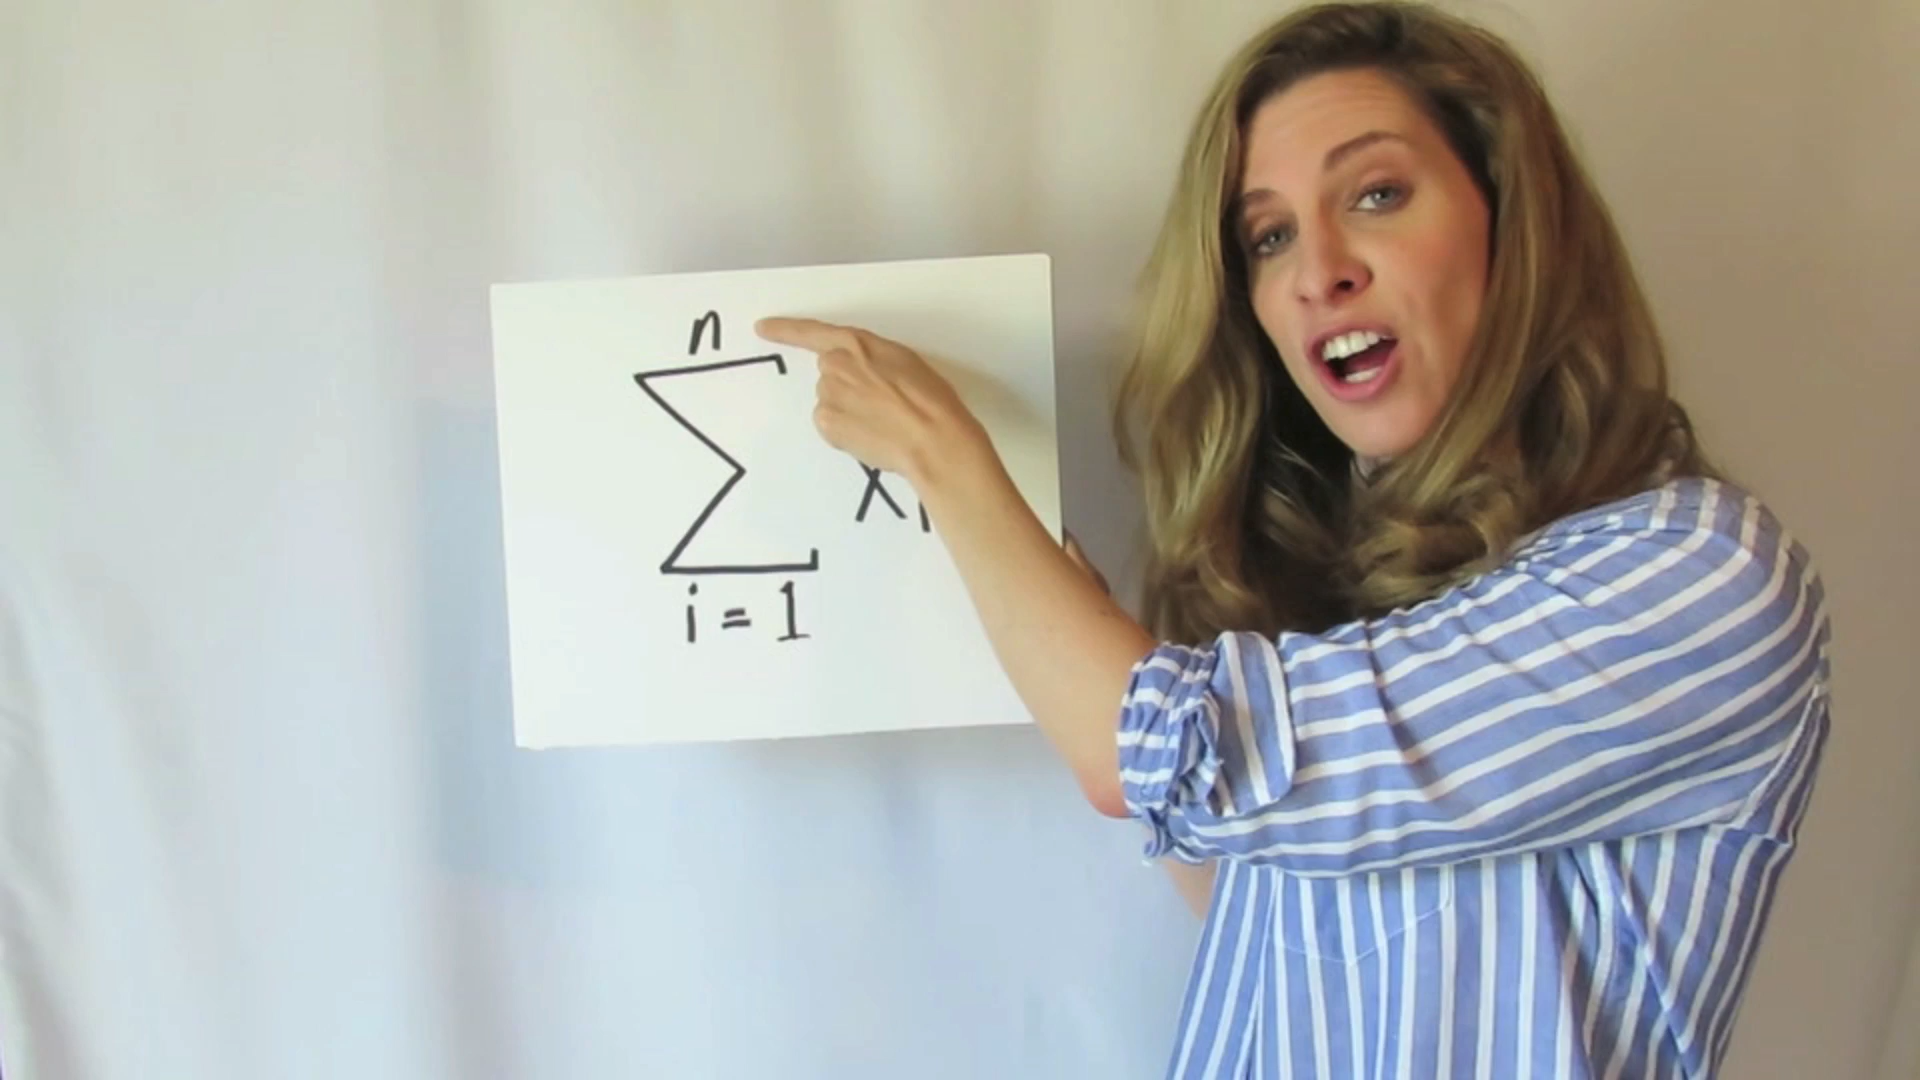 n
∑ x
i = 1